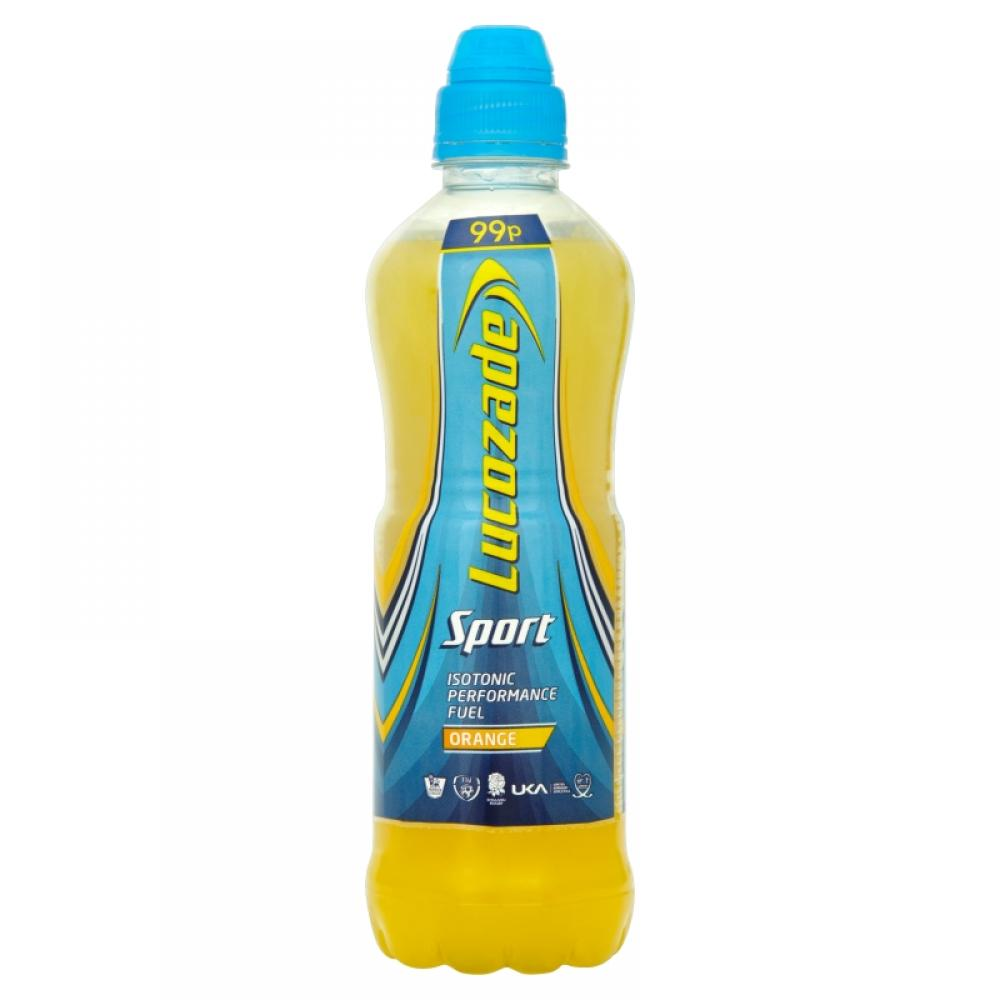 99p
Lucozade
Sport
ISOTONIC
PERFORMANCE
FUEL
ORANGE
UKA